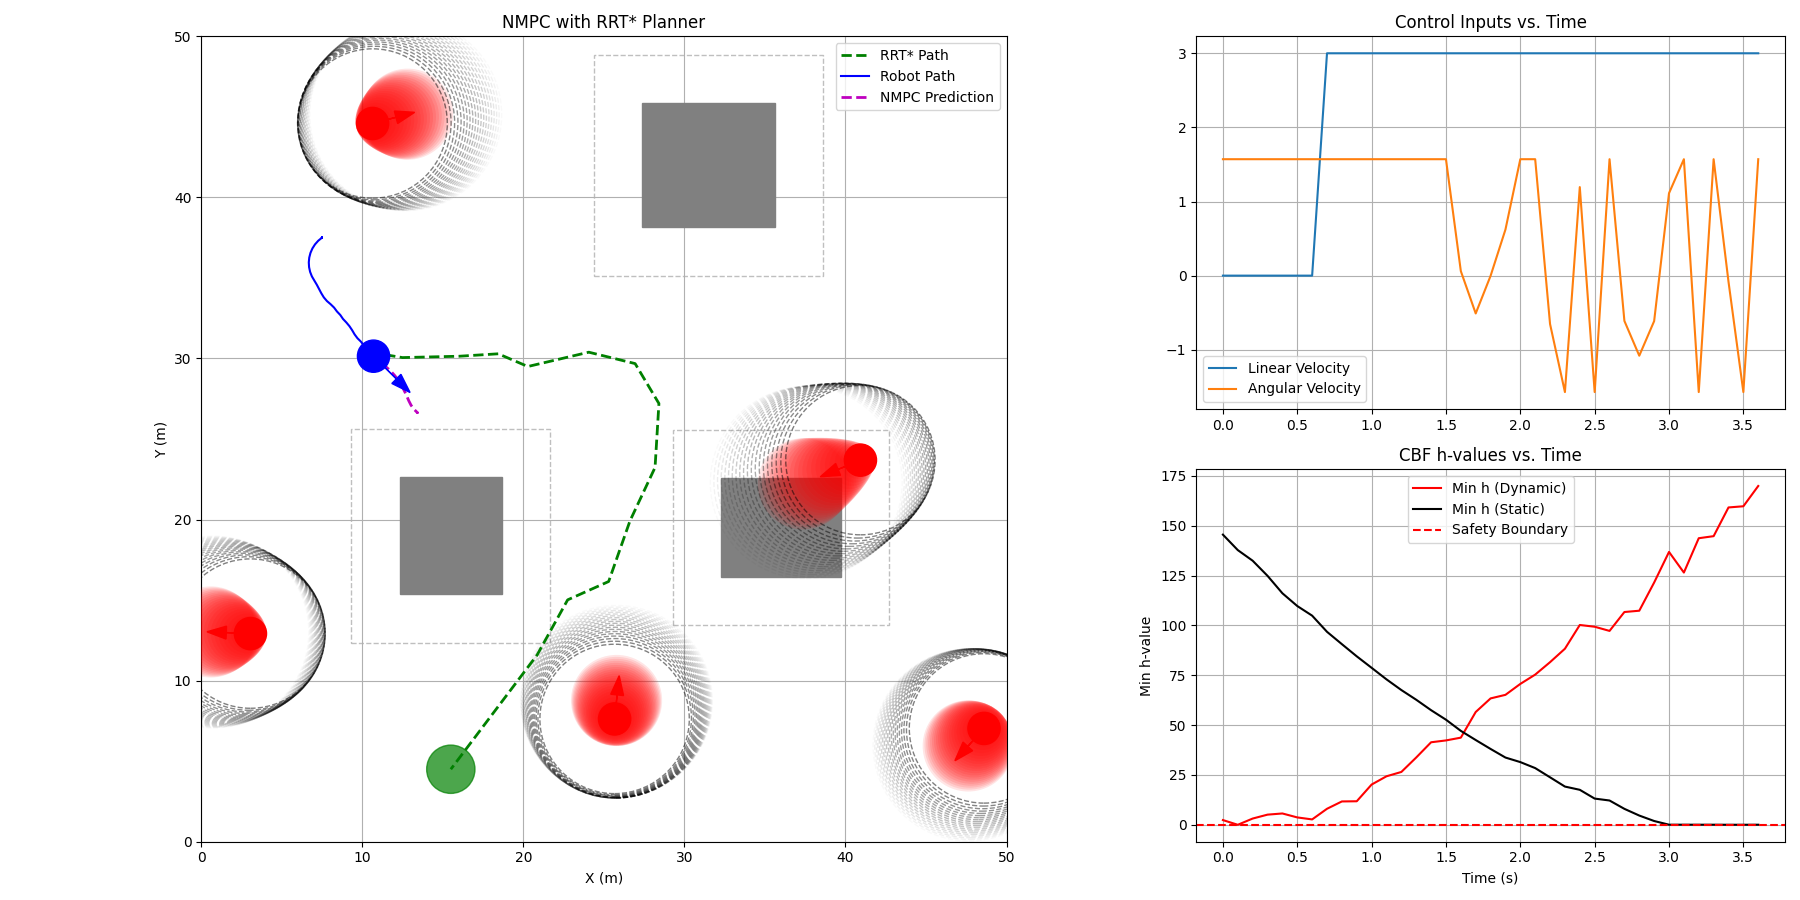 NMPC with RRT* Planner
50
40
30
20
10
0
Y (m)
0 10 20 30 40 50
X (m)
RRT* Path
Robot Path
NMPC Prediction
Control Inputs vs. Time
3
2
1
0
−1
Linear Velocity
Angular Velocity
0.0 0.5 1.0 1.5 2.0 2.5 3.0 3.5
CBF h-values vs. Time
175
150
125
100
75
50
25
0
Min h-value
Min h (Dynamic)
Min h (Static)
Safety Boundary
0.0 0.5 1.0 1.5 2.0 2.5 3.0 3.5
Time (s)